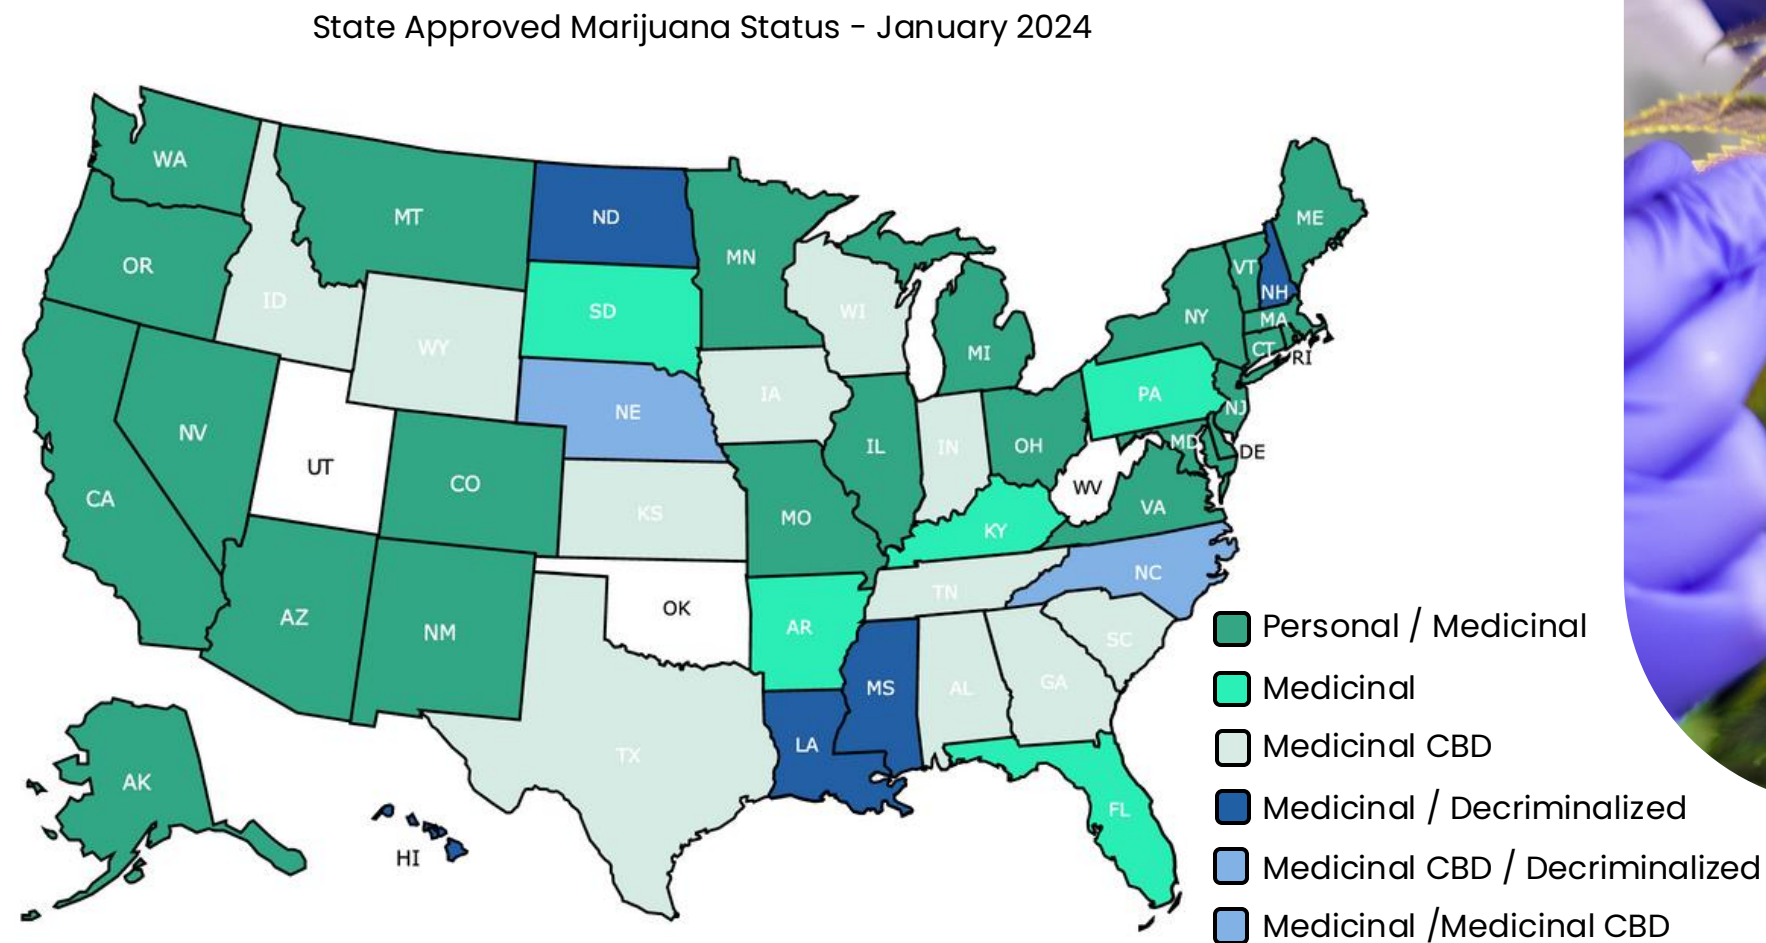 State Approved Marijuana Status - January 2024
WA
MT
ND
MN
ME
OR
ID
SD
WI
VT
NH
WY
MI
NY
MA
CT
RI
NV
UT
NE
IA
PA
NJ
CA
CO
KS
MO
IL
IN
OH
MD
DE
WV
VA
KY
AZ
NM
OK
AR
TN
NC
SC
MS
AL
GA
TX
LA
FL
AK
HI
Personal / Medicinal
Medicinal
Medicinal CBD
Medicinal / Decriminalized
Medicinal CBD / Decriminalized
Medicinal /Medicinal CBD